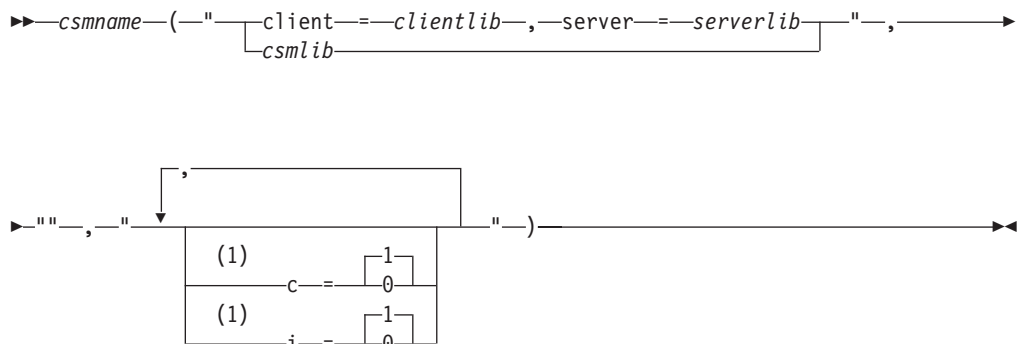 csmname ( " client = clientlib , server = serverlib " ,
csmlib
,
"" , " " )
(1) 1
c = 0
(1) 1
i = 0